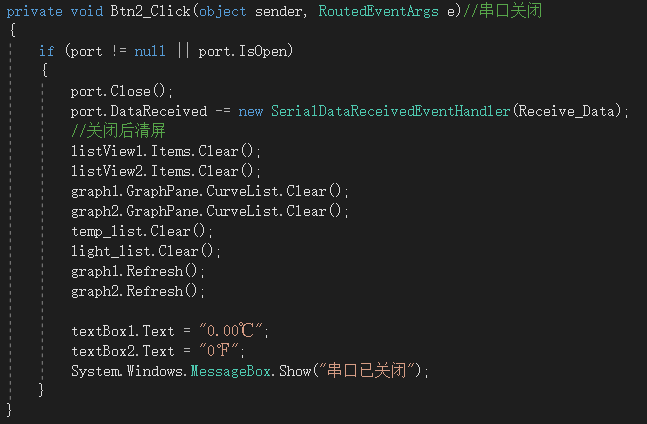 private void Btn2_Click(object sender, RoutedEventArgs e)//串口关闭
{
if (port != null || port.IsOpen)
{
port.Close();
port.DataReceived -= new SerialDataReceivedEventHandler(Receive_Data);
//关闭后清屏
listView1.Items.Clear();
listView2.Items.Clear();
graph1.GraphPane.CurveList.Clear();
graph2.GraphPane.CurveList.Clear();
temp_list.Clear();
light_list.Clear();
graph1.Refresh();
graph2.Refresh();
textBox1.Text = "0.00℃";
textBox2.Text = "0℉";
System.Windows.MessageBox.Show("串口已关闭");
}
}